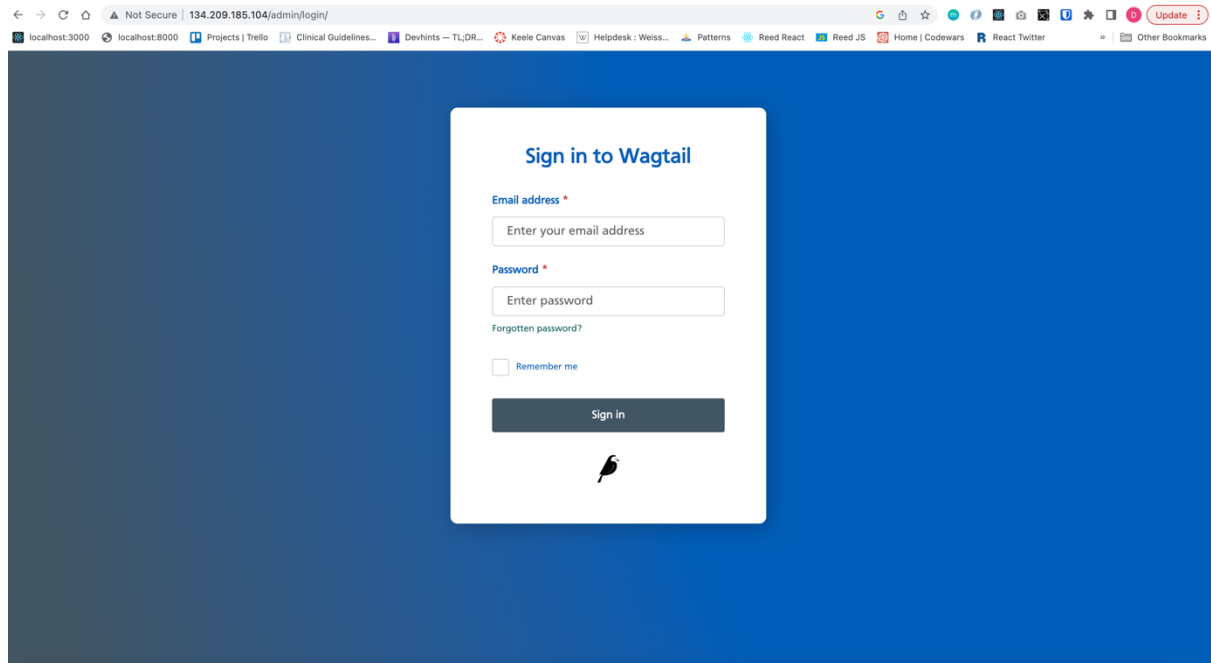 Not Secure | 134.209.185.104/admin/login/ G D Update
localhost:3000 localhost:8000 Projects | Trello Clinical Guidelines... Devhints — TL;DR... Keele Canvas W Helpdesk : Weiss... Patterns Reed React JS Reed JS Home | Codewars R React Twitter » Other Bookmarks
Sign in to Wagtail
Email address *
Enter your email address
Password *
Enter password
Forgotten password?
Remember me
Sign in